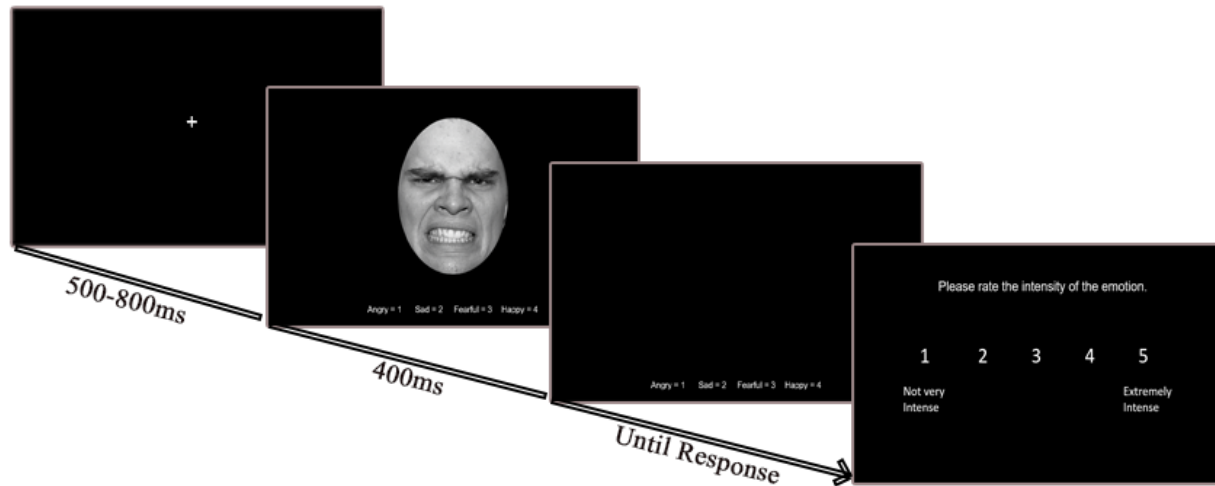 +
500-800ms
Angry = 1 Sad = 2 Fearful = 3 Happy = 4
400ms
Angry = 1 Sad = 2 Fearful = 3 Happy = 4
Until Response
Please rate the intensity of the emotion.
1 2 3 4 5
Not very Extremely
Intense Intense